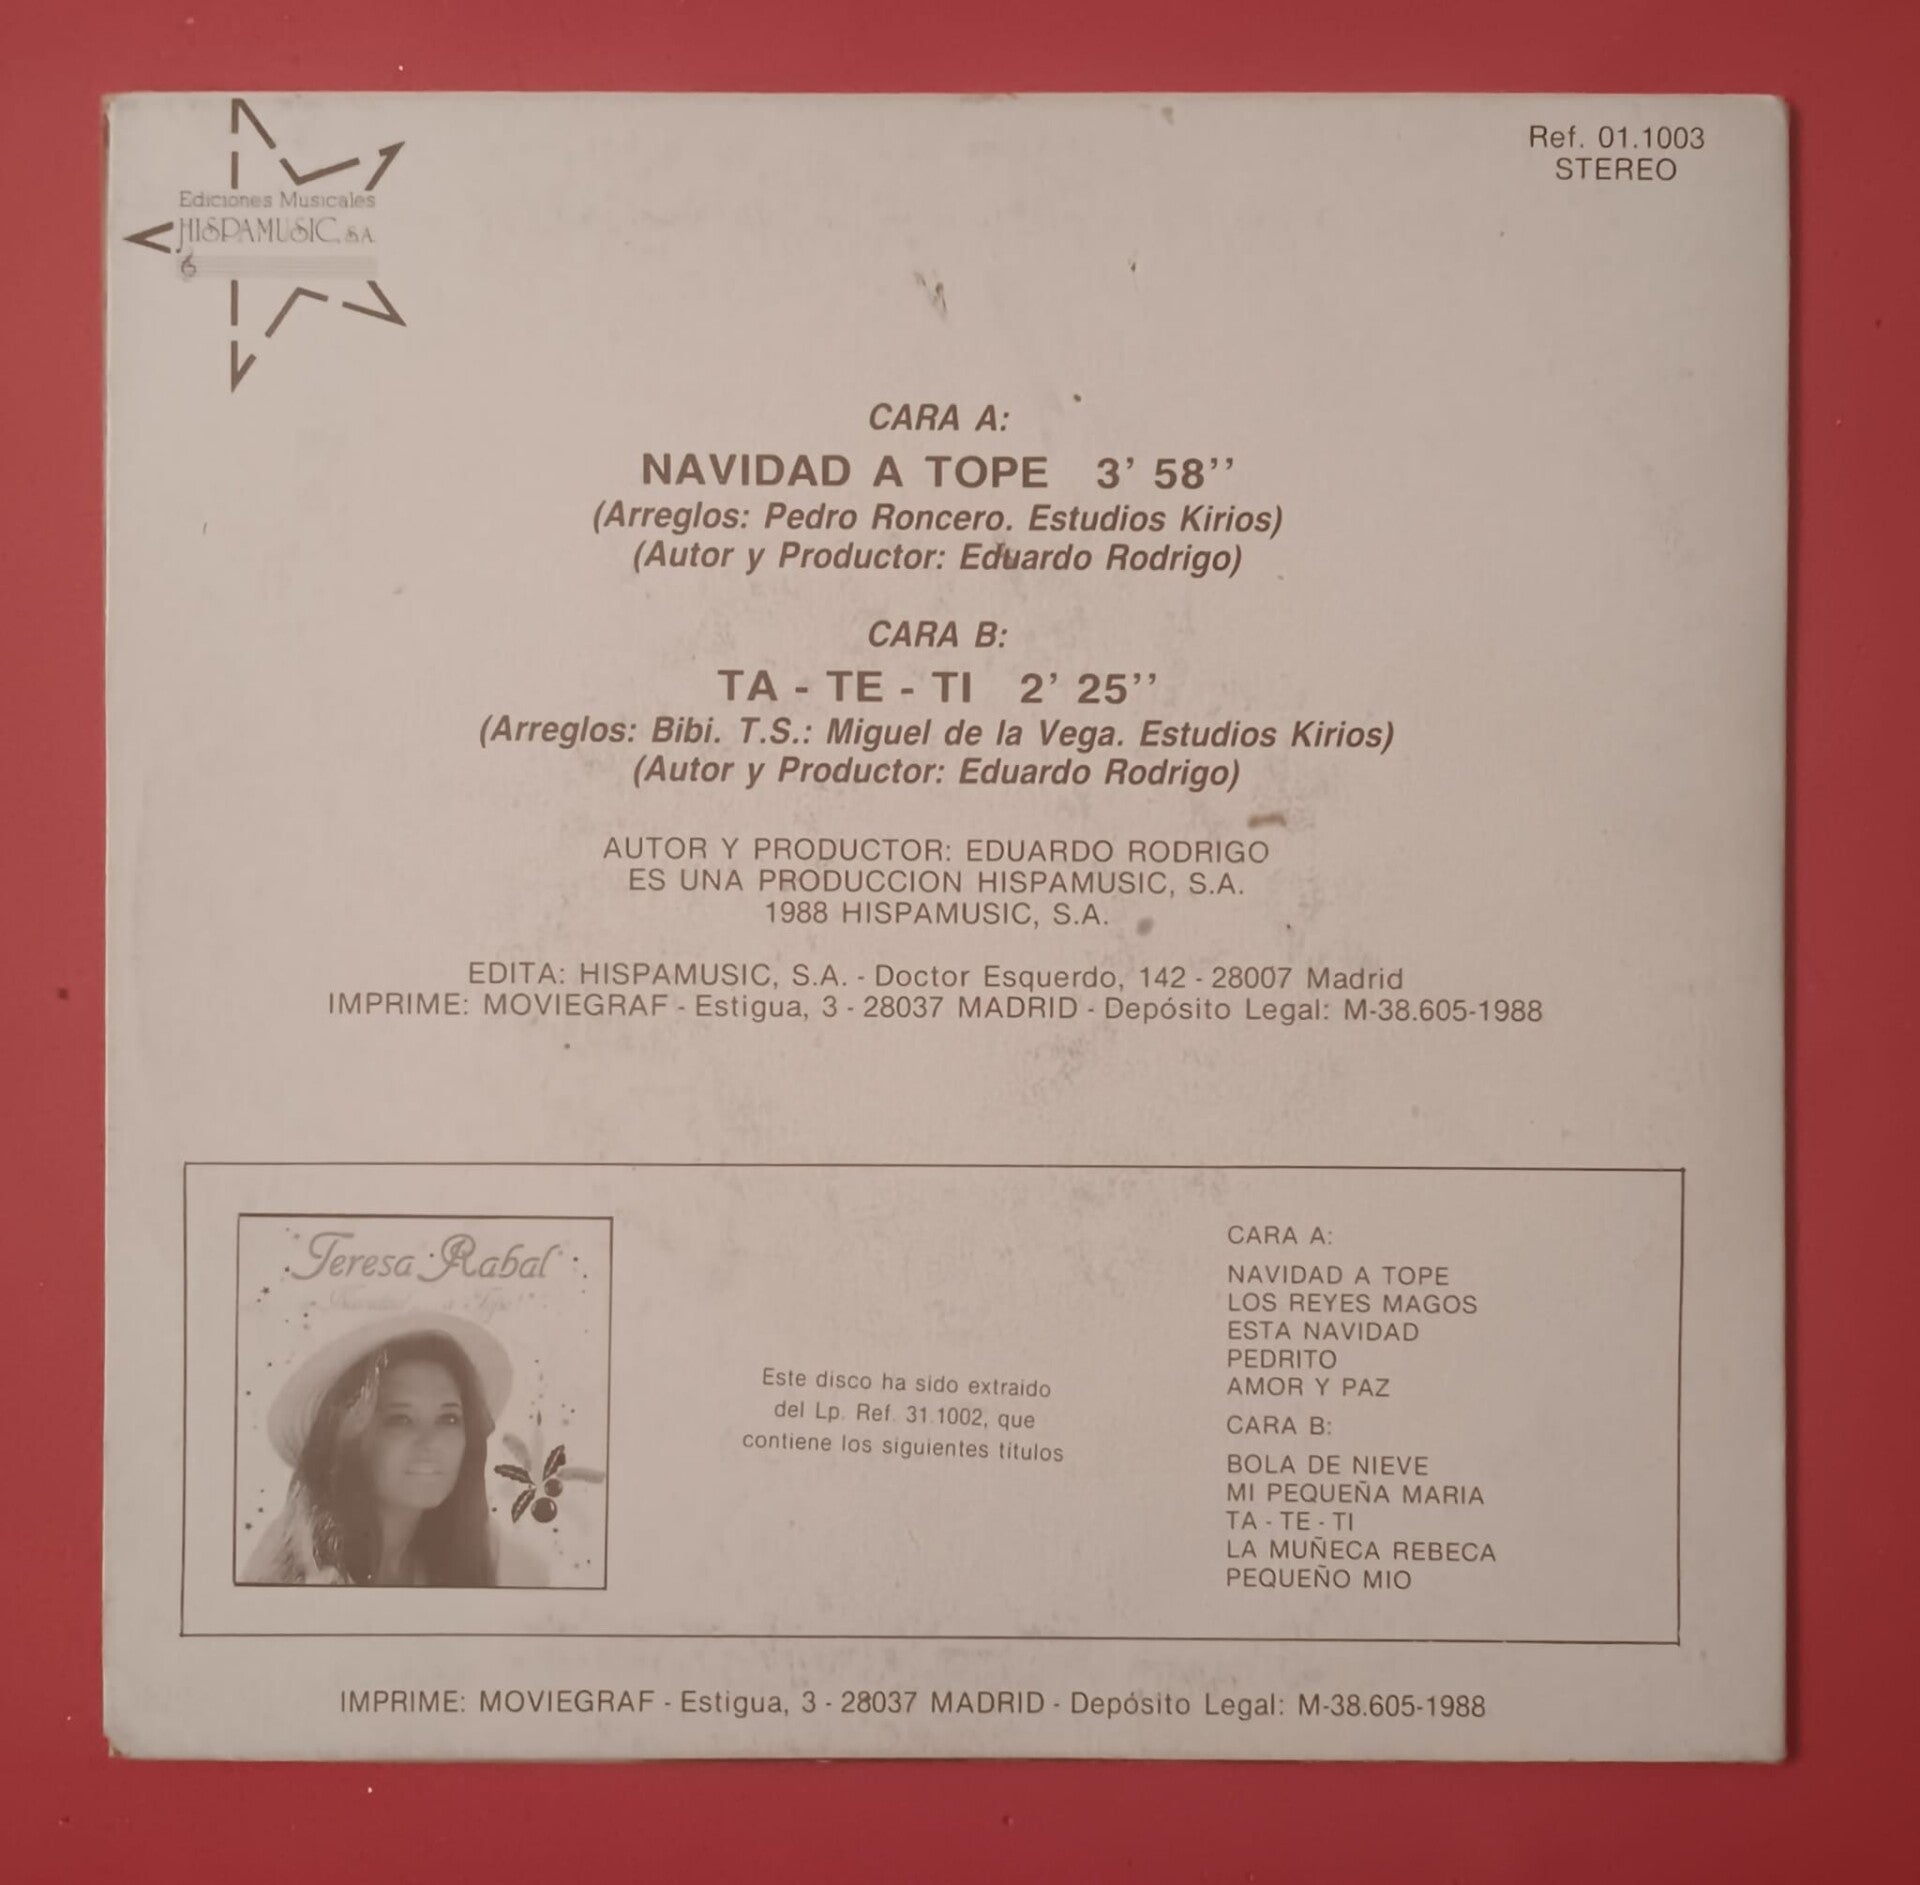 Ediciones Musicales
HISPAMUSIC, S.A.
Ref. 01.1003
STEREO
CARA A:
NAVIDAD A TOPE 3' 58''
(Arreglos: Pedro Roncero. Estudios Kirios)
(Autor y Productor: Eduardo Rodrigo)
CARA B:
TA - TE - TI 2' 25''
(Arreglos: Bibi. T.S.: Miguel de la Vega. Estudios Kirios)
(Autor y Productor: Eduardo Rodrigo)
AUTOR Y PRODUCTOR: EDUARDO RODRIGO
ES UNA PRODUCCION HISPAMUSIC, S.A.
1988 HISPAMUSIC, S.A.
EDITA: HISPAMUSIC, S.A. - Doctor Esquerdo, 142 - 28007 Madrid
IMPRIME: MOVIEGRAF - Estigua, 3 - 28037 MADRID - Depósito Legal: M-38.605-1988
Teresa Rabal
Navidad a Tope
Este disco ha sido extraido
del Lp. Ref. 31.1002, que
contiene los siguientes títulos
CARA A:
NAVIDAD A TOPE
LOS REYES MAGOS
ESTA NAVIDAD
PEDRITO
AMOR Y PAZ
CARA B:
BOLA DE NIEVE
MI PEQUEÑA MARIA
TA - TE - TI
LA MUÑECA REBECA
PEQUEÑO MIO
IMPRIME: MOVIEGRAF - Estigua, 3 - 28037 MADRID - Depósito Legal: M-38.605-1988